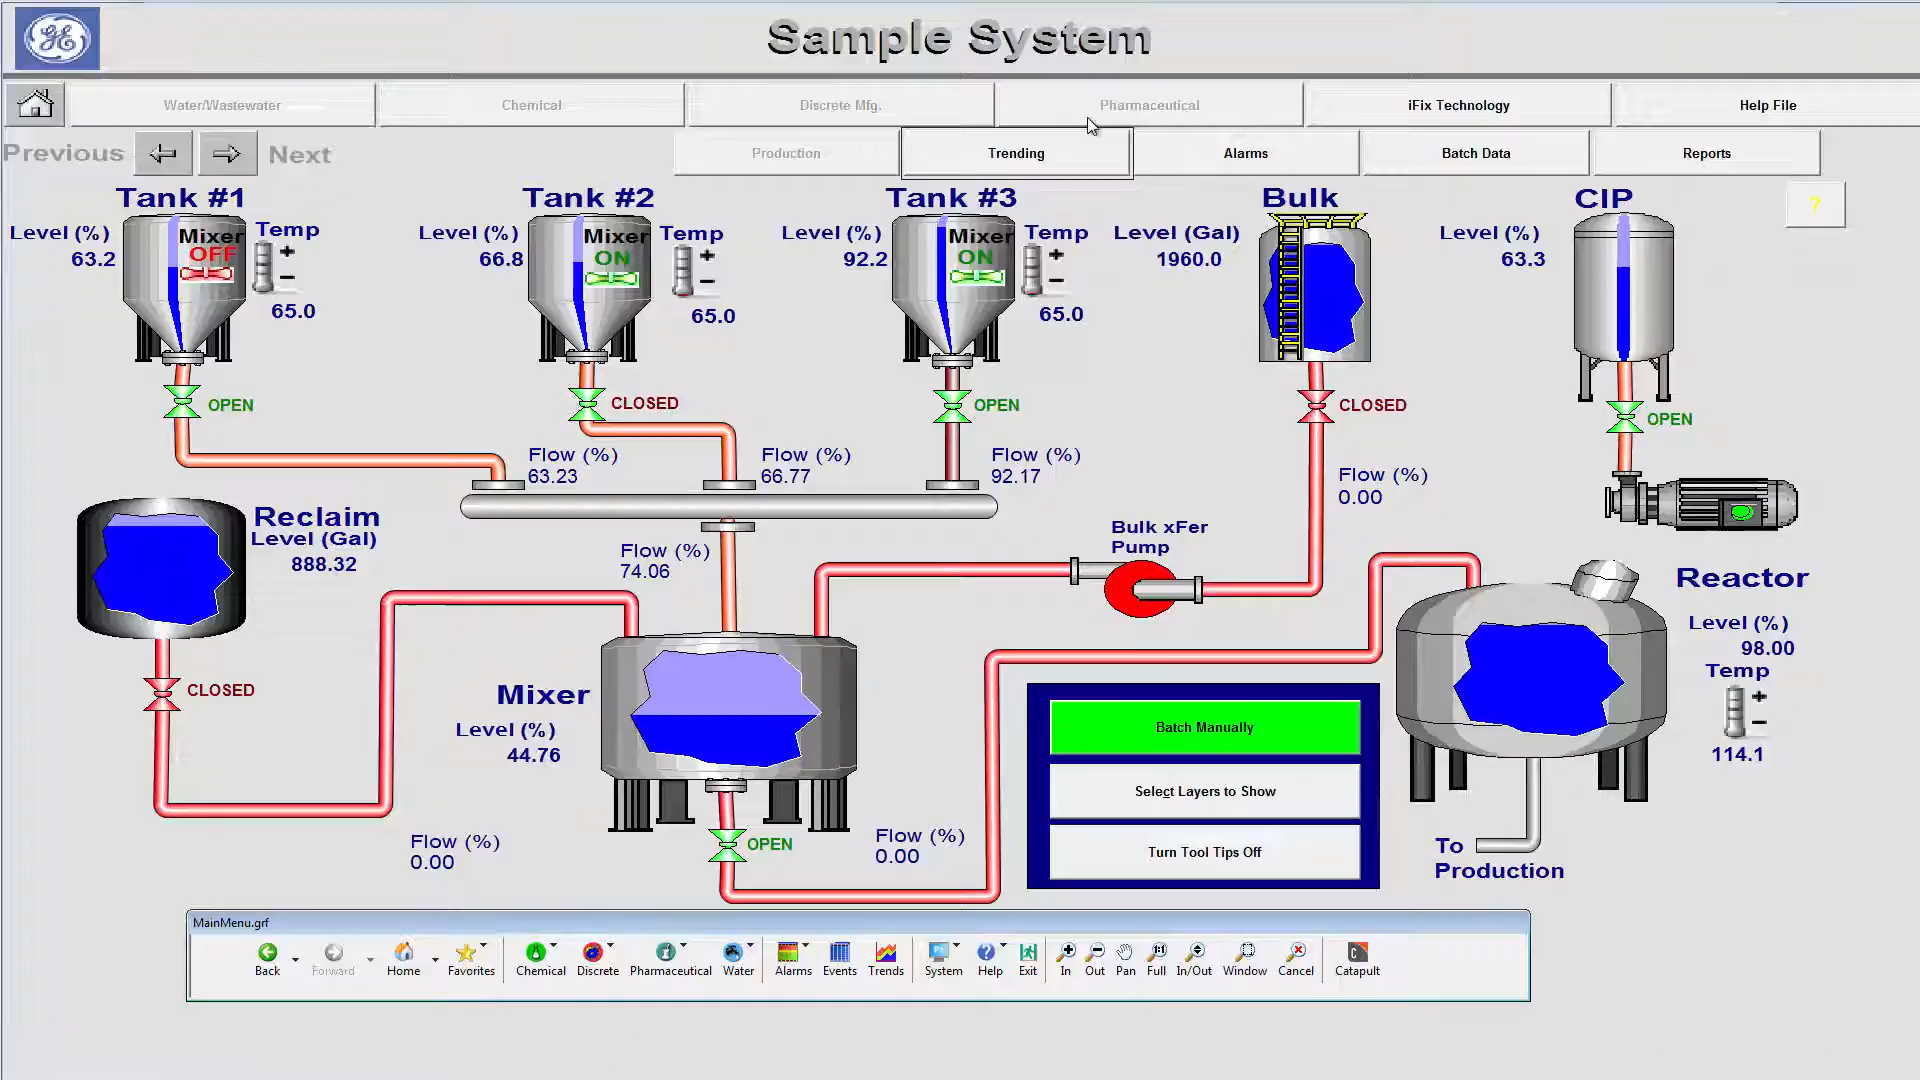 GE
Sample System
Water/Wastewater
Chemical
Discrete Mfg.
Pharmaceutical
iFix Technology
Help File
Previous
Next
Production
Trending
Alarms
Batch Data
Reports
Tank #1
Level (%)
63.2
Mixer
OFF
Temp
+
−
65.0
OPEN
Tank #2
Level (%)
66.8
Mixer
ON
Temp
+
−
65.0
CLOSED
Tank #3
Level (%)
92.2
Mixer
ON
Temp
+
−
65.0
OPEN
Bulk
Level (Gal)
1960.0
CLOSED
CIP
Level (%)
63.3
OPEN
?
Flow (%)
63.23
Flow (%)
66.77
Flow (%)
92.17
Flow (%)
0.00
Reclaim
Level (Gal)
888.32
CLOSED
Flow (%)
74.06
Bulk xFer
Pump
Reactor
Level (%)
98.00
Temp
+
−
114.1
Mixer
Level (%)
44.76
OPEN
Flow (%)
0.00
Flow (%)
0.00
Batch Manually
Select Layers to Show
Turn Tool Tips Off
To
Production
MainMenu.grf
Back
Forward
Home
Favorites
Chemical
Discrete
Pharmaceutical
Water
Alarms
Events
Trends
System
Help
Exit
In
Out
Pan
1:1
Full
In/Out
Window
Cancel
C
Catapult